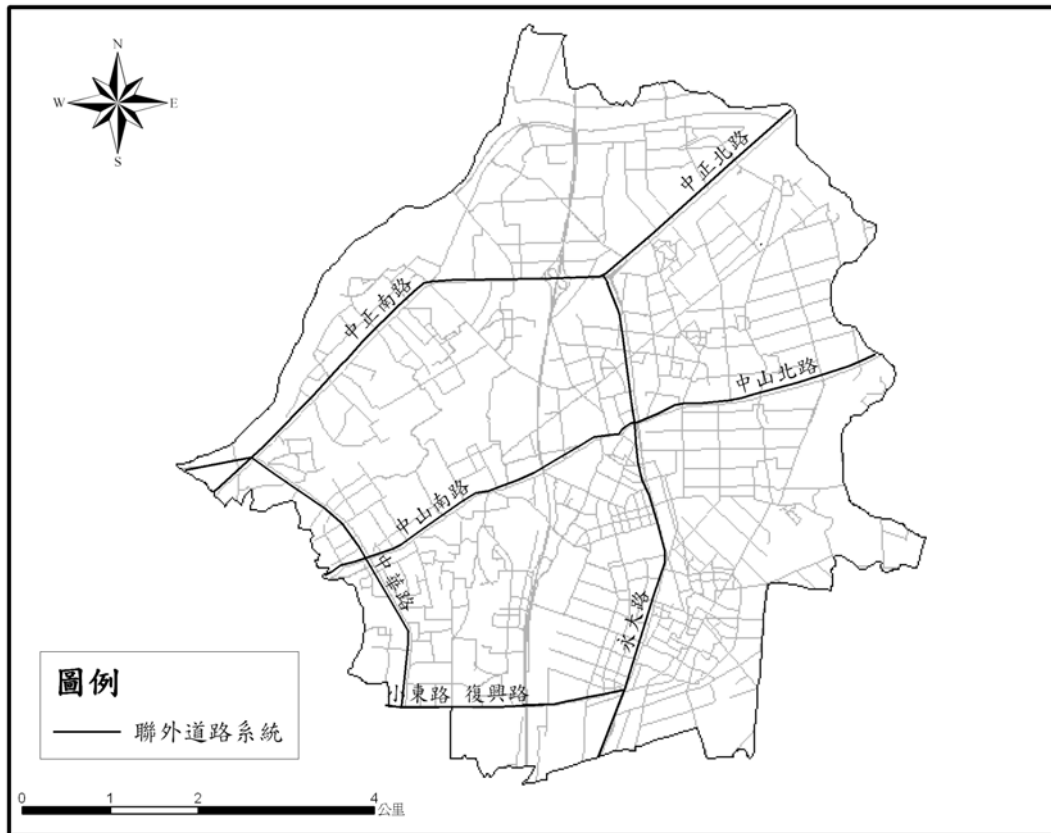 N
W E
S
中正北路
中正南路
中山北路
中山南路
中華路
永大路
小東路 復興路
圖例
聯外道路系統
0 1 2 4
公里